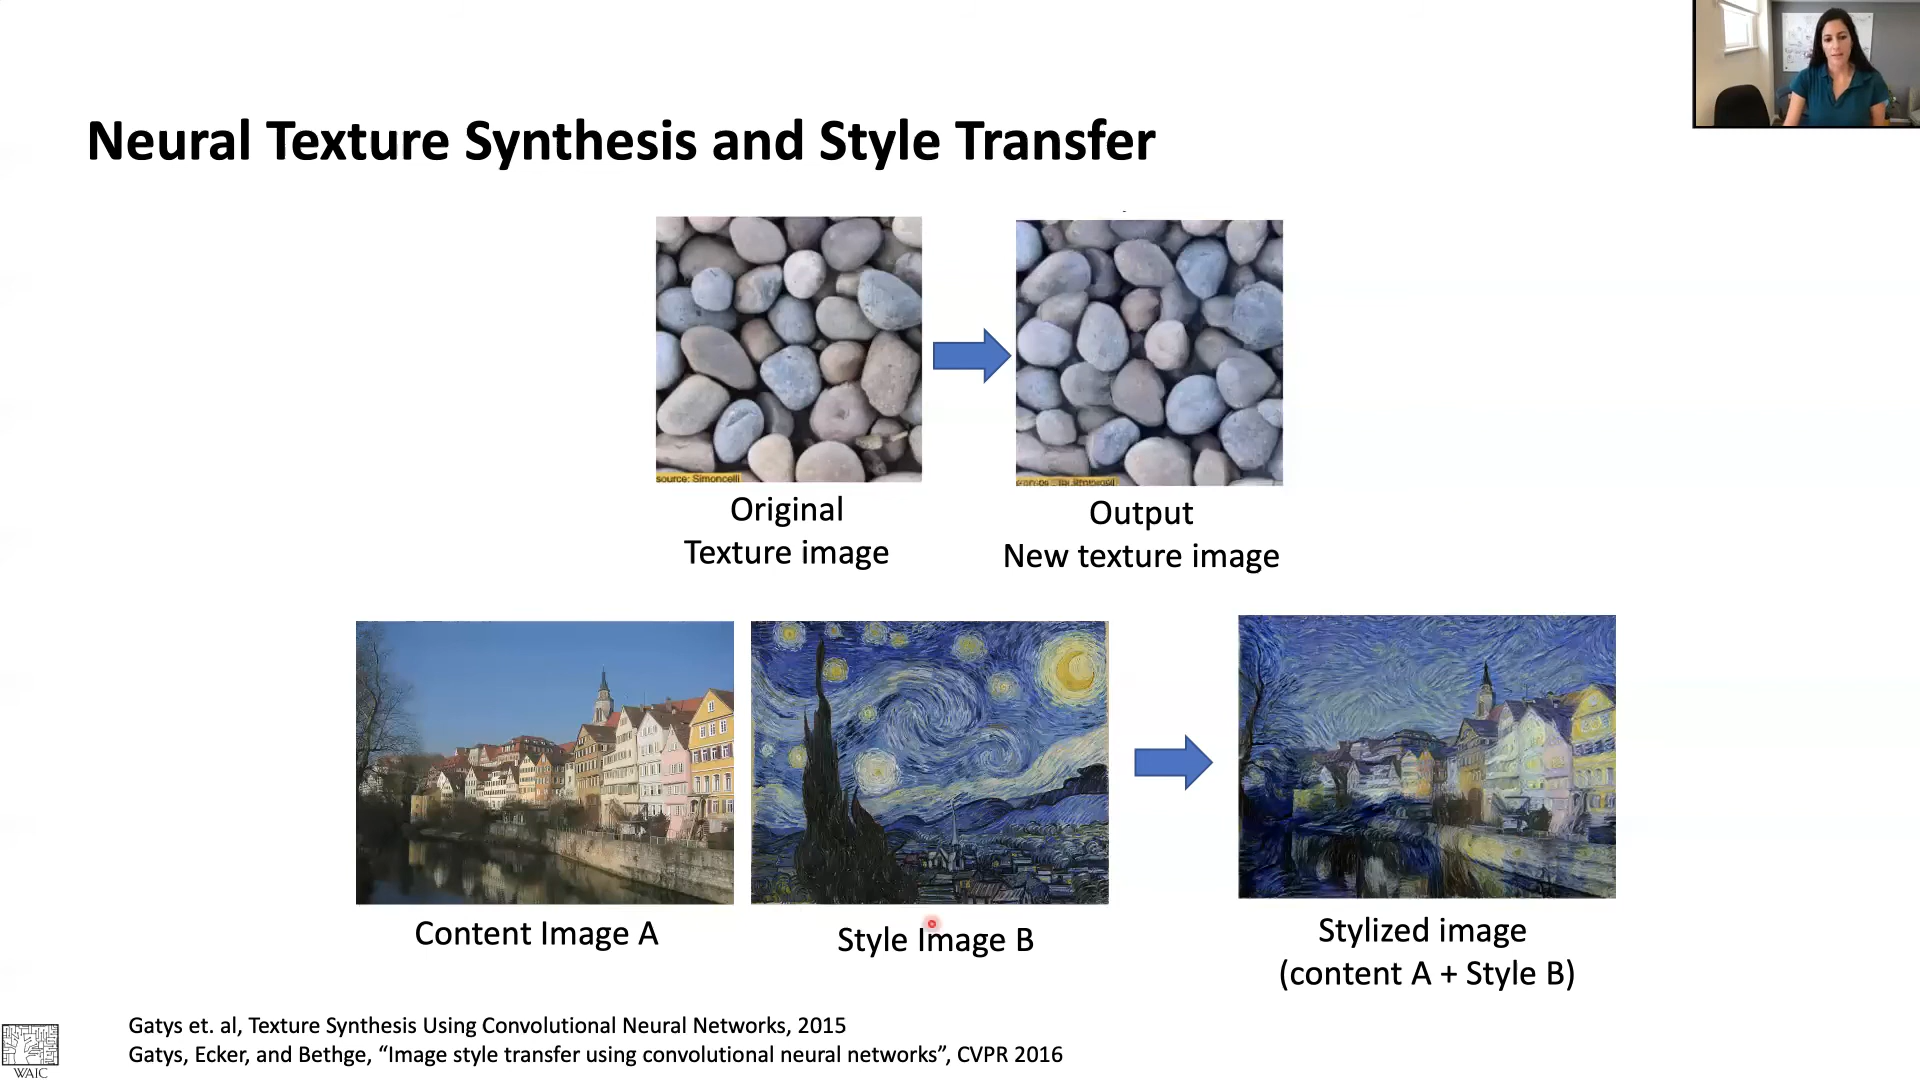 Neural Texture Synthesis and Style Transfer
source: Simoncelli
Original
Texture image
Output
New texture image
Content Image A
Style Image B
Stylized image
(content A + Style B)
Gatys et. al, Texture Synthesis Using Convolutional Neural Networks, 2015
Gatys, Ecker, and Bethge, “Image style transfer using convolutional neural networks”, CVPR 2016
WAIC